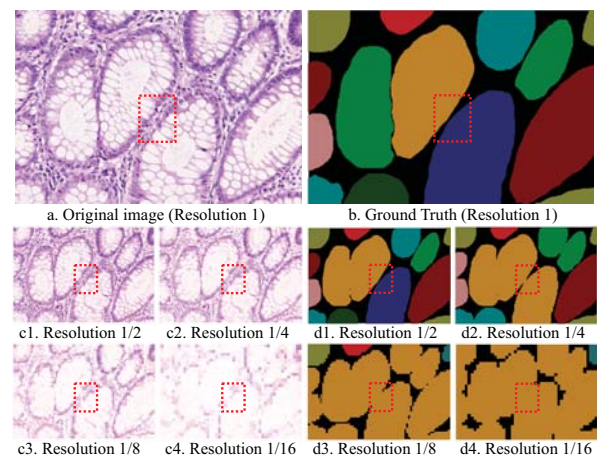 a. Original image (Resolution 1)
b. Ground Truth (Resolution 1)
c1. Resolution 1/2
c2. Resolution 1/4
d1. Resolution 1/2
d2. Resolution 1/4
c3. Resolution 1/8
c4. Resolution 1/16
d3. Resolution 1/8
d4. Resolution 1/16